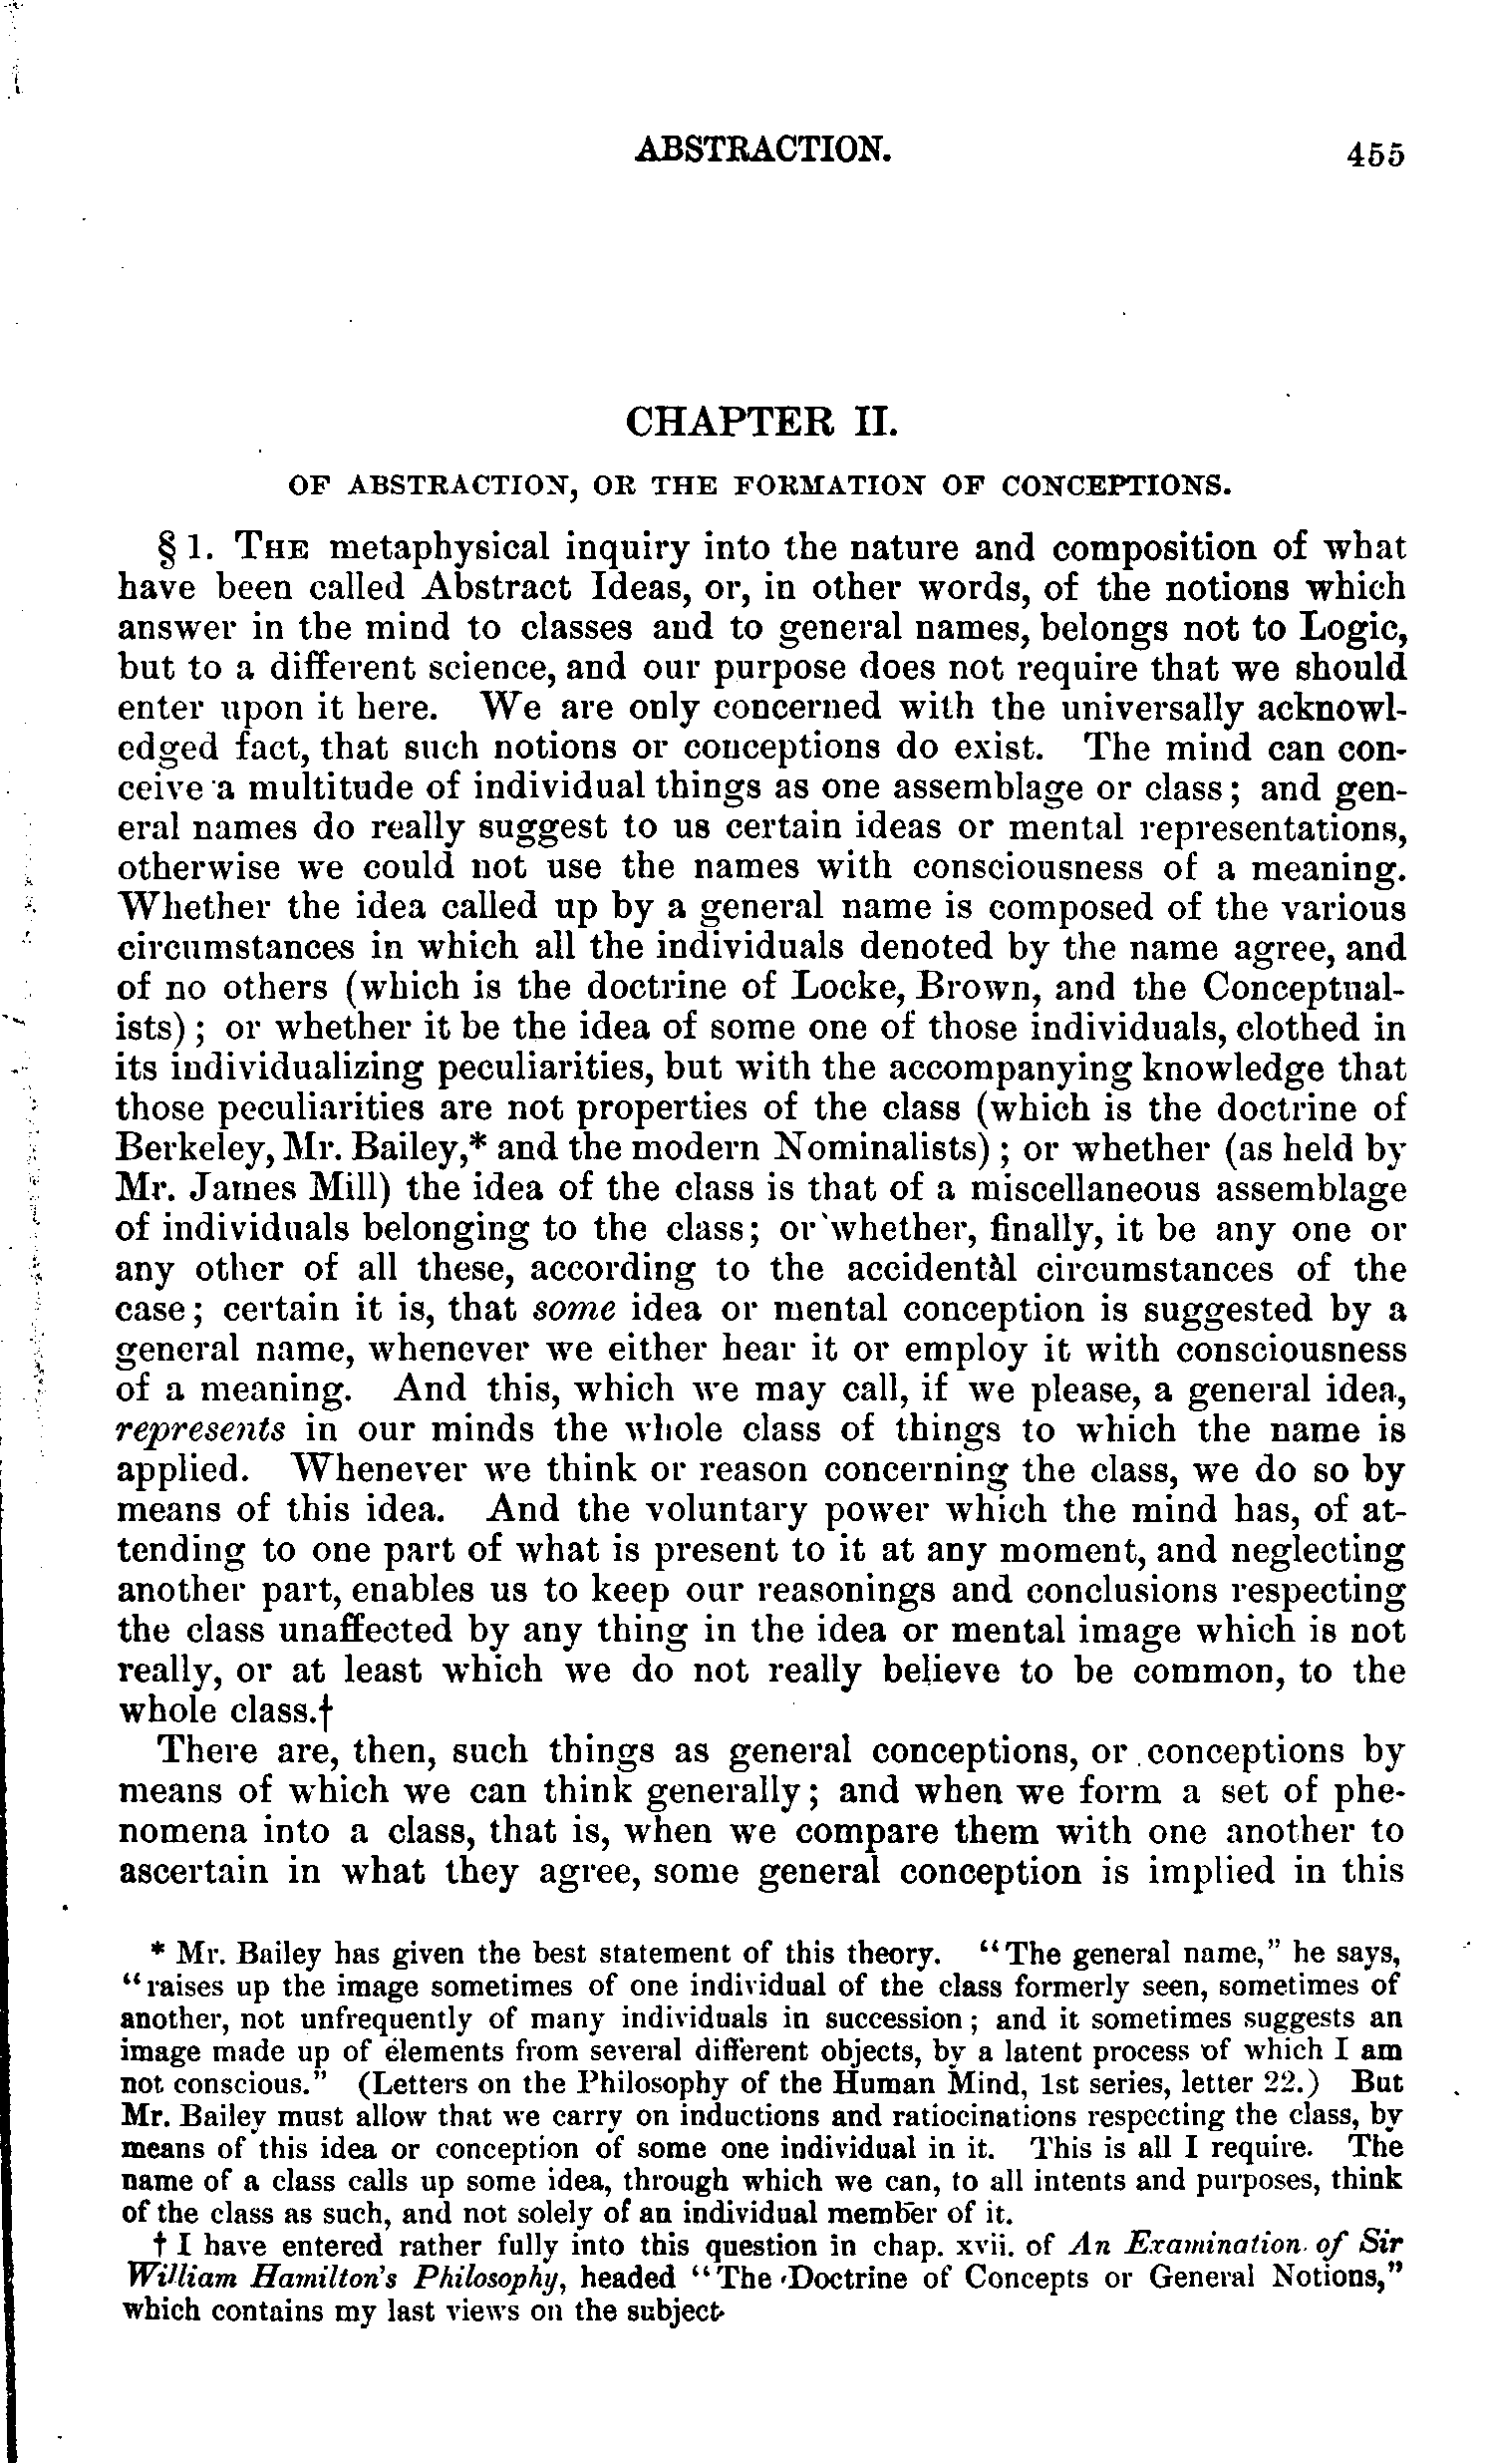 ABSTRACTION. 455
CHAPTER II.
OF ABSTRACTION, OR THE FORMATION OF CONCEPTIONS.
§ 1. THE metaphysical inquiry into the nature and composition of what
have been called Abstract Ideas, or, in other words, of the notions which
answer in the mind to classes and to general names, belongs not to Logic,
but to a different science, and our purpose does not require that we should
enter upon it here. We are only concerned with the universally acknowl-
edged fact, that such notions or conceptions do exist. The mind can con-
ceive a multitude of individual things as one assemblage or class; and gen-
eral names do really suggest to us certain ideas or mental representations,
otherwise we could not use the names with consciousness of a meaning.
Whether the idea called up by a general name is composed of the various
circumstances in which all the individuals denoted by the name agree, and
of no others (which is the doctrine of Locke, Brown, and the Conceptual-
ists); or whether it be the idea of some one of those individuals, clothed in
its individualizing peculiarities, but with the accompanying knowledge that
those peculiarities are not properties of the class (which is the doctrine of
Berkeley, Mr. Bailey,* and the modern Nominalists); or whether (as held by
Mr. James Mill) the idea of the class is that of a miscellaneous assemblage
of individuals belonging to the class; or whether, finally, it be any one or
any other of all these, according to the accidental circumstances of the
case; certain it is, that some idea or mental conception is suggested by a
general name, whenever we either hear it or employ it with consciousness
of a meaning. And this, which we may call, if we please, a general idea,
represents in our minds the whole class of things to which the name is
applied. Whenever we think or reason concerning the class, we do so by
means of this idea. And the voluntary power which the mind has, of at-
tending to one part of what is present to it at any moment, and neglecting
another part, enables us to keep our reasonings and conclusions respecting
the class unaffected by any thing in the idea or mental image which is not
really, or at least which we do not really believe to be common, to the
whole class.†
There are, then, such things as general conceptions, or conceptions by
means of which we can think generally; and when we form a set of phe-
nomena into a class, that is, when we compare them with one another to
ascertain in what they agree, some general conception is implied in this
* Mr. Bailey has given the best statement of this theory. "The general name," he says,
"raises up the image sometimes of one individual of the class formerly seen, sometimes of
another, not unfrequently of many individuals in succession; and it sometimes suggests an
image made up of elements from several different objects, by a latent process of which I am
not conscious." (Letters on the Philosophy of the Human Mind, 1st series, letter 22.) But
Mr. Bailey must allow that we carry on inductions and ratiocinations respecting the class, by
means of this idea or conception of some one individual in it. This is all I require. The
name of a class calls up some idea, through which we can, to all intents and purposes, think
of the class as such, and not solely of an individual member of it.
† I have entered rather fully into this question in chap. xvii. of An Examination of Sir
William Hamilton's Philosophy, headed "The Doctrine of Concepts or General Notions,"
which contains my last views on the subject.